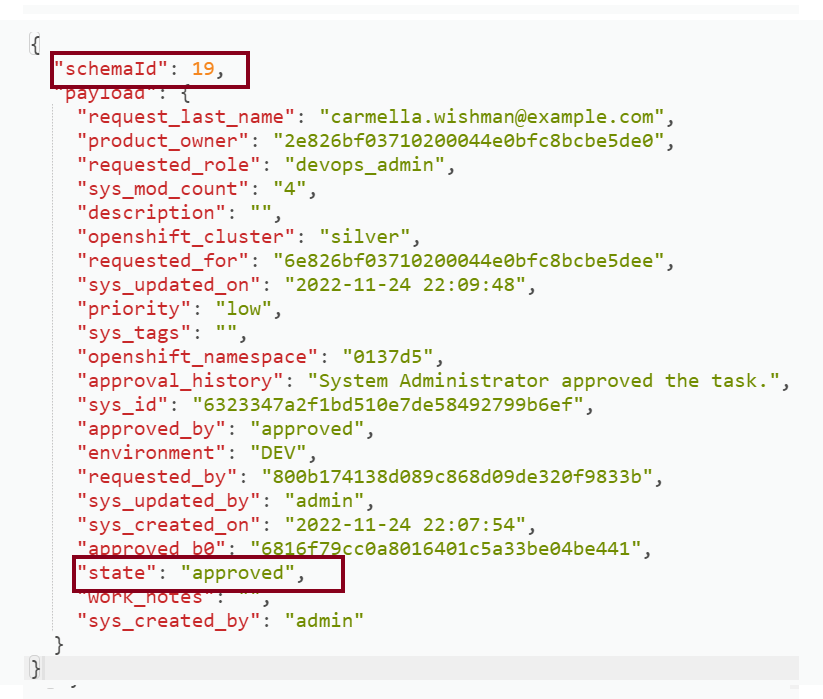 {
"schemaId": 19,
"payload": {
"request_last_name": "carmella.wishman@example.com",
"product_owner": "2e826bf03710200044e0bfc8bcbe5de0",
"requested_role": "devops_admin",
"sys_mod_count": "4",
"description": "",
"openshift_cluster": "silver",
"requested_for": "6e826bf03710200044e0bfc8bcbe5dee",
"sys_updated_on": "2022-11-24 22:09:48",
"priority": "low",
"sys_tags": "",
"openshift_namespace": "0137d5",
"approval_history": "System Administrator approved the task.",
"sys_id": "6323347a2f1bd510e7de58492799b6ef",
"approved_by": "approved",
"environment": "DEV",
"requested_by": "800b174138d089c868d09de320f9833b",
"sys_updated_by": "admin",
"sys_created_on": "2022-11-24 22:07:54",
"approved_b0": "6816f79cc0a8016401c5a33be04be441",
"state": "approved",
"work_notes": "",
"sys_created_by": "admin"
}
}